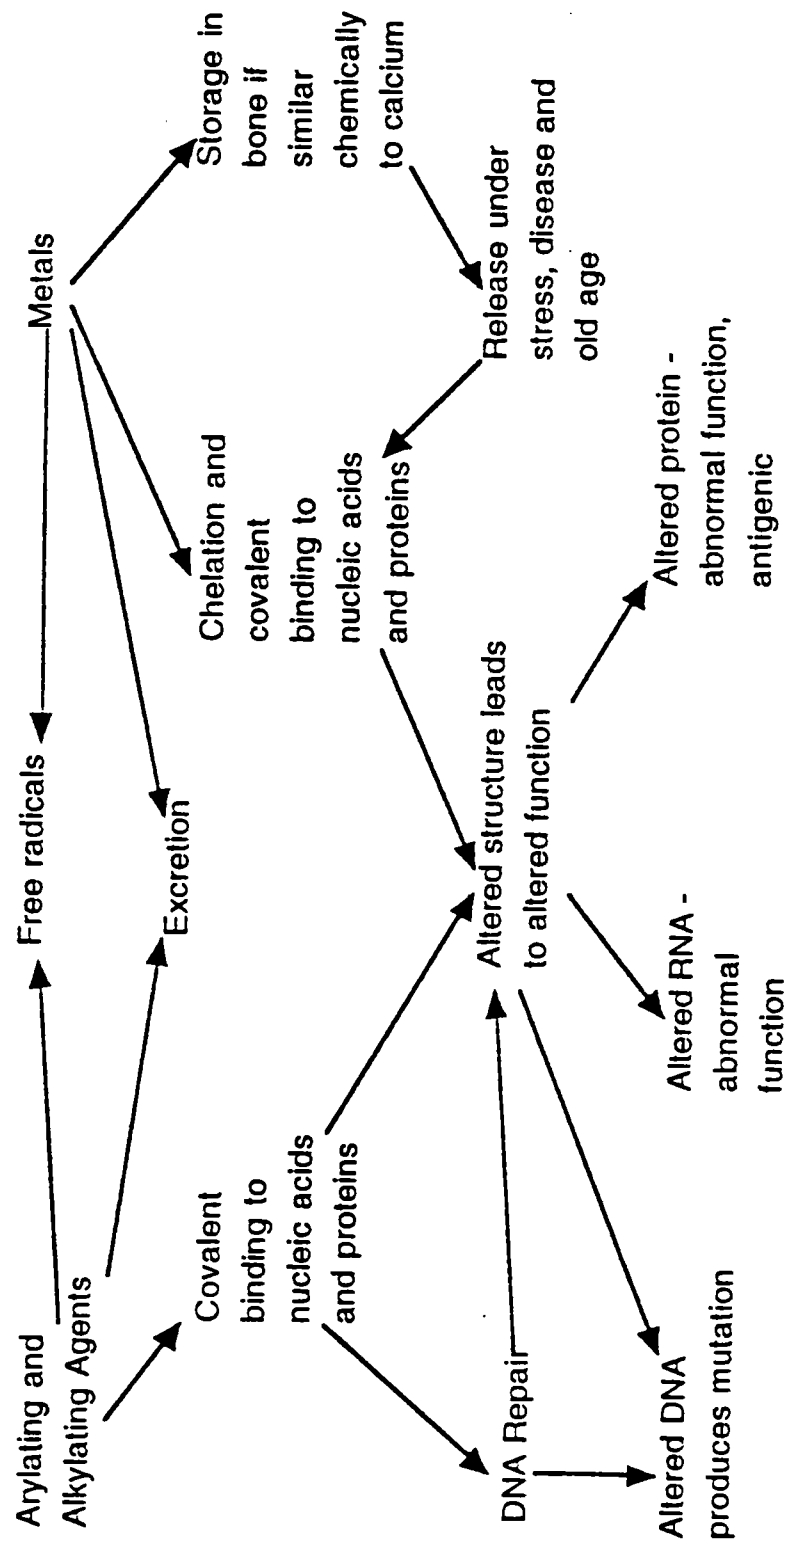 Arylating and
Alkylating Agents
Free radicals
Metals
Excretion
Covalent
binding to
nucleic acids
and proteins
Chelation and
covalent
binding to
nucleic acids
and proteins
Storage in
bone if
similar
chemically
to calcium
DNA Repair
Altered structure leads
to altered function
Release under
stress, disease and
old age
Altered DNA
produces mutation
Altered RNA -
abnormal
function
Altered protein -
abnormal function,
antigenic